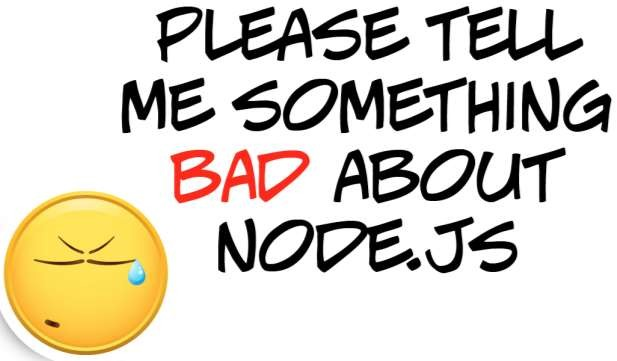 PLEASE TELL
ME SOMETHING
BAD ABOUT
NODE.JS